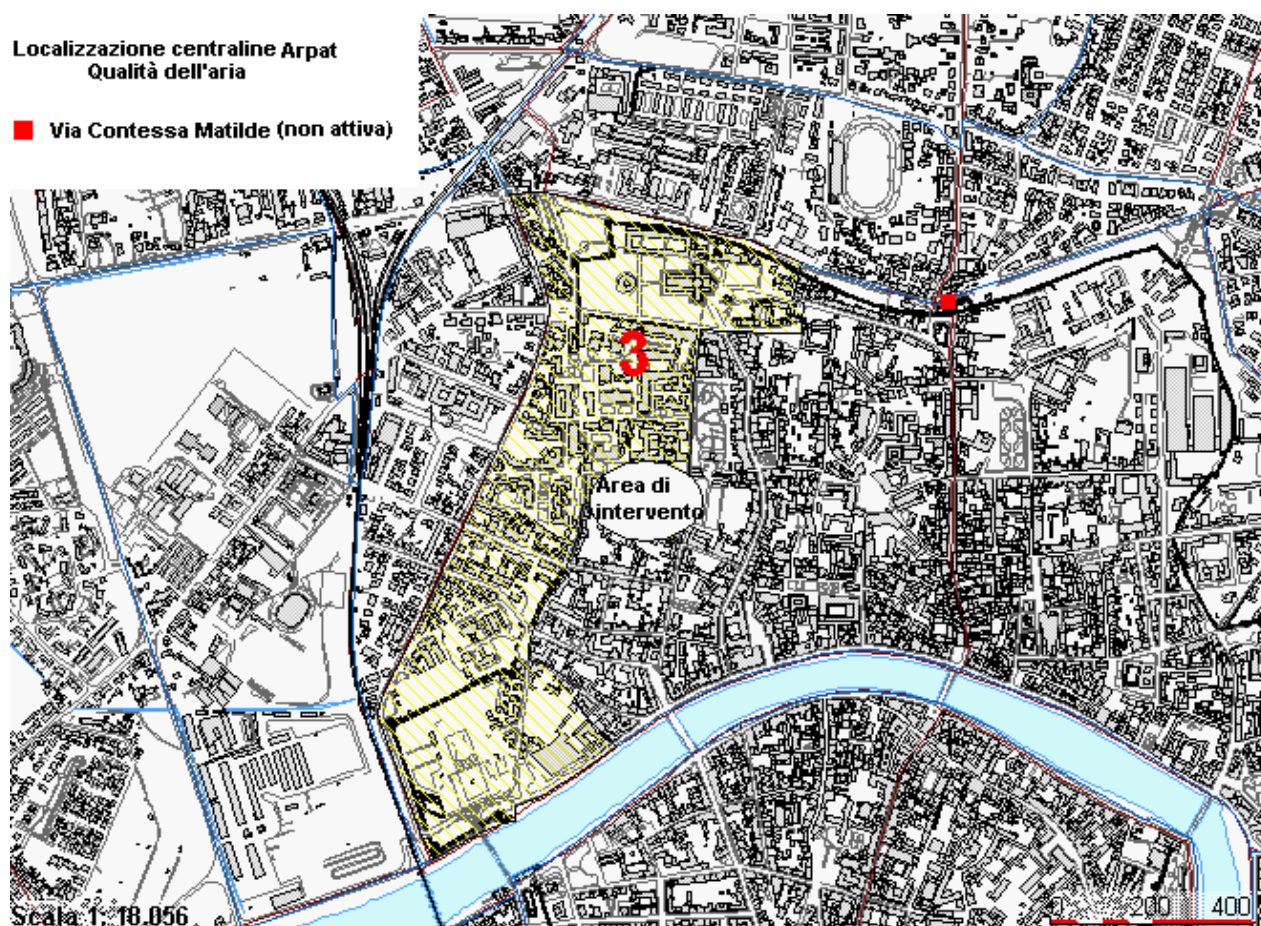 Localizzazione centraline Arpat
Qualità dell'aria
Via Contessa Matilde (non attiva)
3
Area di
intervento
Scala 1: 18.056
0 200 400